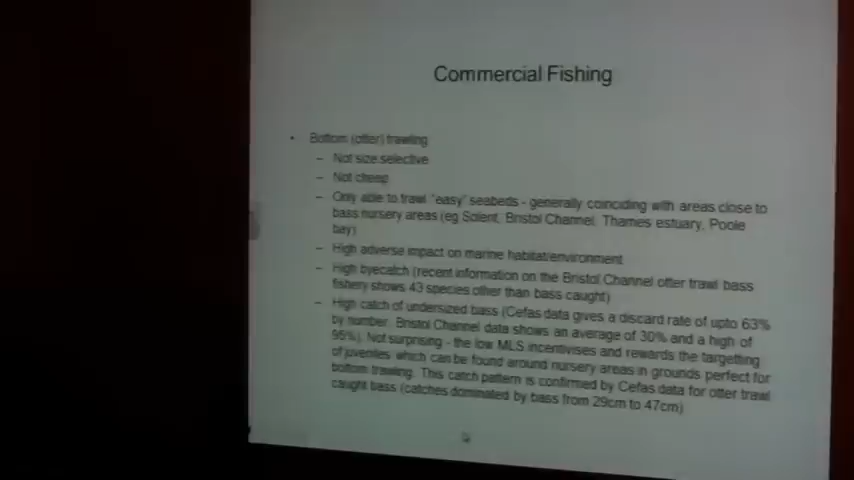 Commercial Fishing
• Bottom (otter) trawling
– Not size selective
– Not cheep
– Only able to trawl "easy" seabeds - generally coinciding with areas close to
bass nursery areas (eg Solent, Bristol Channel, Thames estuary, Poole
bay)
– High adverse impact on marine habitat/environment
– High byecatch (recent information on the Bristol Channel otter trawl bass
fishery shows 43 species other than bass caught)
– High catch of undersized bass (Cefas data gives a discard rate of upto 63%
by number. Bristol Channel data shows an average of 30% and a high of
95%). Not surprising - the low MLS incentivises and rewards the targetting
of juveniles which can be found around nursery areas in grounds perfect for
bottom trawling. This catch pattern is confirmed by Cefas data for otter trawl
caught bass (catches dominated by bass from 29cm to 47cm)